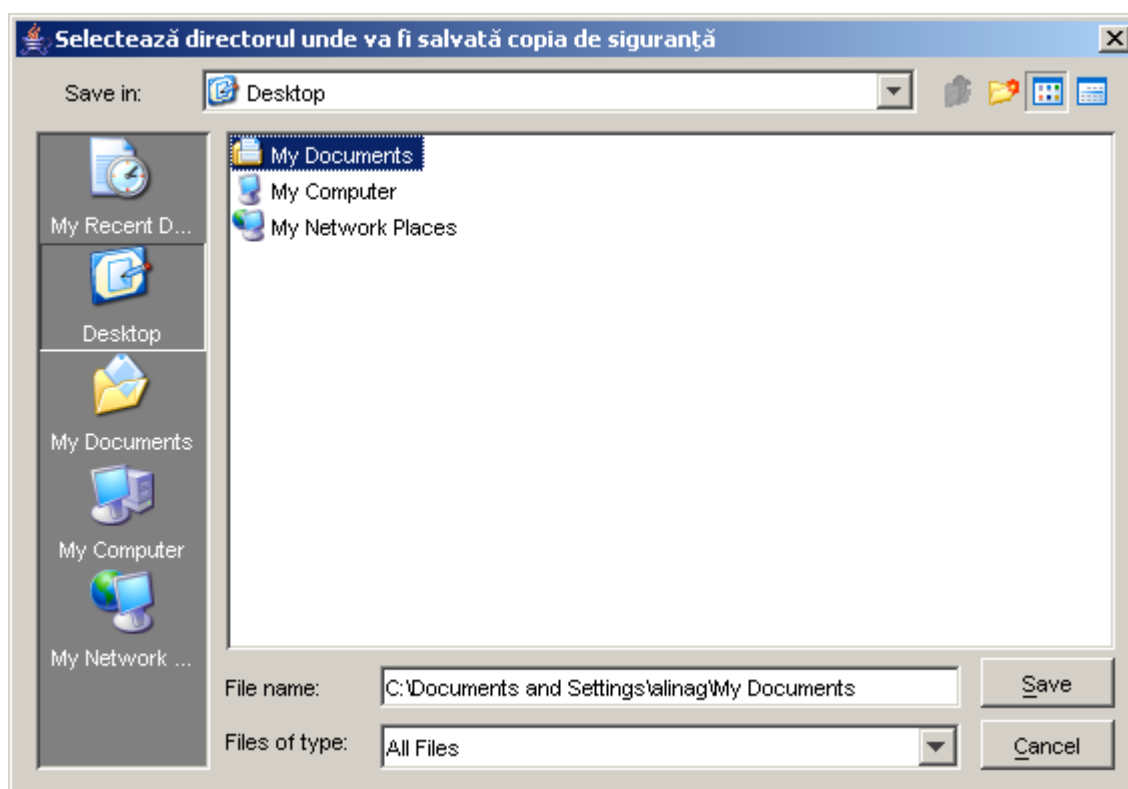 Selectează directorul unde va fi salvată copia de siguranţă
Save in:
Desktop
My Recent D...
Desktop
My Documents
My Computer
My Network ...
My Documents
My Computer
My Network Places
File name:
C:\Documents and Settings\alinag\My Documents
Save
Files of type:
All Files
Cancel